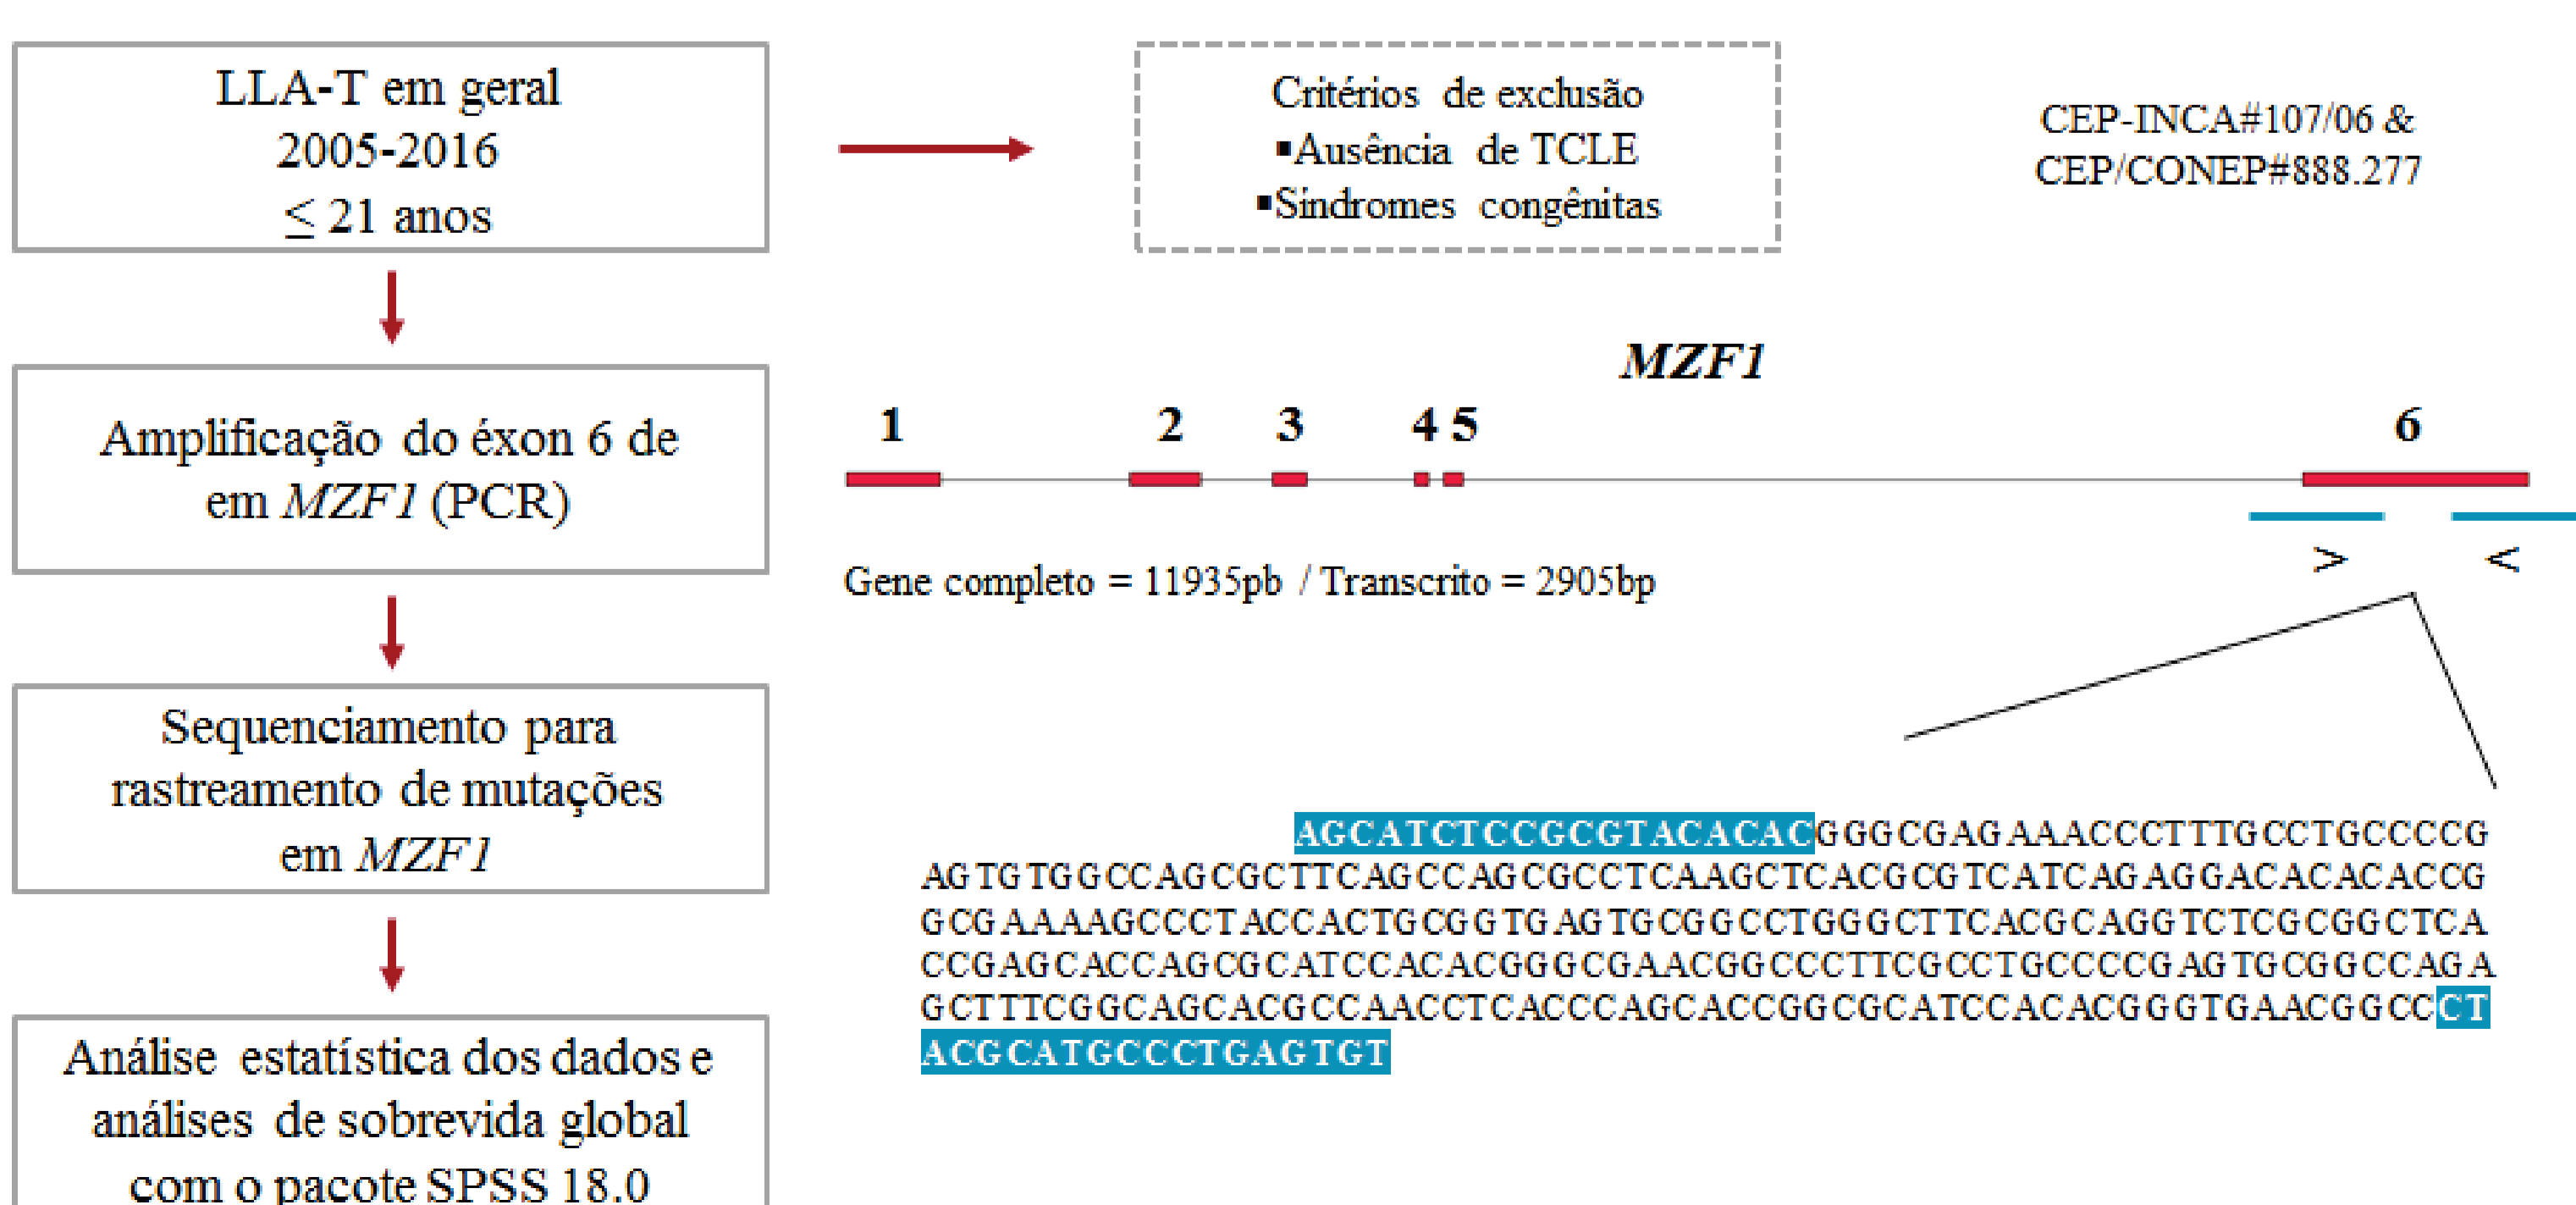 LLA-T em geral
2005-2016
≤ 21 anos
Critérios de exclusão
▪Ausência de TCLE
▪Síndromes congênitas
CEP-INCA#107/06 &
CEP/CONEP#888.277
Amplificação do éxon 6 de
em MZF1 (PCR)
MZF1
1 2 3 4 5 6
> <
Gene completo = 11935pb / Transcrito = 2905bp
Sequenciamento para
rastreamento de mutações
em MZF1
AGCATCTCCGCGTACACACGGGCGAGAAACCCTTTGCCTGCCCCG
AGTGTGGCCAGCGCTTCAGCCAGCGCCTCAAGCTCACGCGTCATCAGAGGACACACACCG
GCGAAAAGCCCTACCACTGCGGTGAGTGCGGCCTGGGCTTCACGCAGGTCTCGCGGCTCA
CCGAGCACCAGCGCATCCACACGGGCGAACGGCCCTTCGCCTGCCCCGAGTGCGGCCAGA
GCTTTCGGCAGCACGCCAACCTCACCCAGCACCGGCGCATCCACACGGGTGAACGGCCCT
ACGCATGCCCTGAGTGT
Análise estatística dos dados e
análises de sobrevida global
com o pacote SPSS 18.0